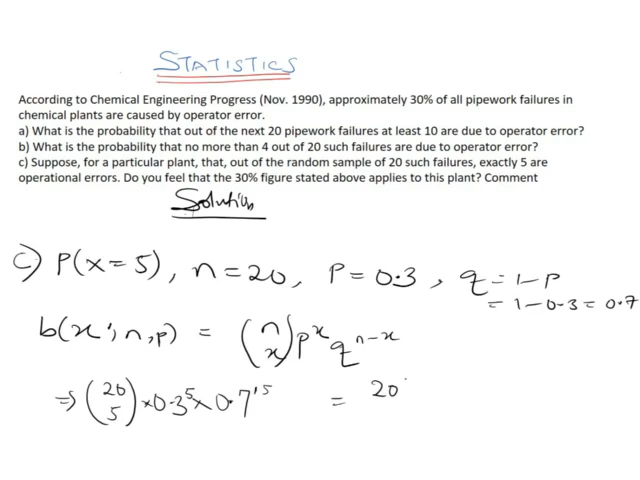 STATISTICS
According to Chemical Engineering Progress (Nov. 1990), approximately 30% of all pipework failures in
chemical plants are caused by operator error.
a) What is the probability that out of the next 20 pipework failures at least 10 are due to operator error?
b) What is the probability that no more than 4 out of 20 such failures are due to operator error?
c) Suppose, for a particular plant, that, out of the random sample of 20 such failures, exactly 5 are
operational errors. Do you feel that the 30% figure stated above applies to this plant? Comment
Solution
c) P(x=5), n=20, P=0.3, q=1-P
=1-0.3=0.7
b(x; n, p) = (n x) p^x q^n-x
⇒ (20 5) × 0.3^5 × 0.7^15 = 20